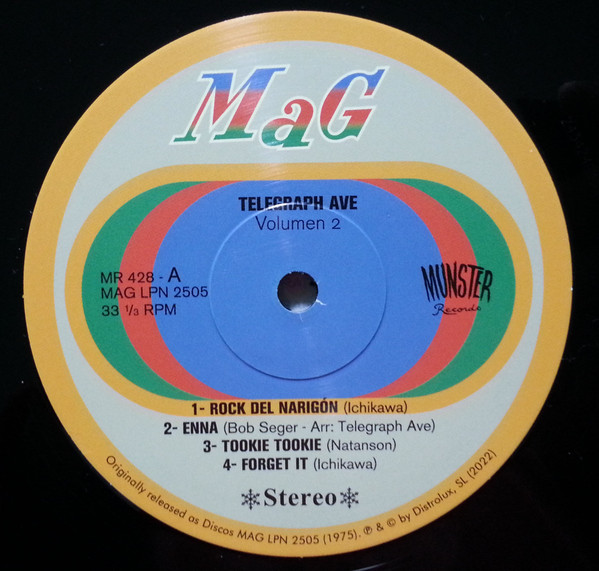 MaG
TELEGRAPH AVE
Volumen 2
MR 428 - A
MAG LPN 2505
33 1/3 RPM
MUNSTER
Records
1- ROCK DEL NARIGÓN (Ichikawa)
2- ENNA (Bob Seger - Arr: Telegraph Ave)
3- TOOKIE TOOKIE (Natanson)
4- FORGET IT (Ichikawa)
Stereo
Originally released as Discos MAG LPN 2505 (1975). ℗ & © by Distrolux, SL (2022)